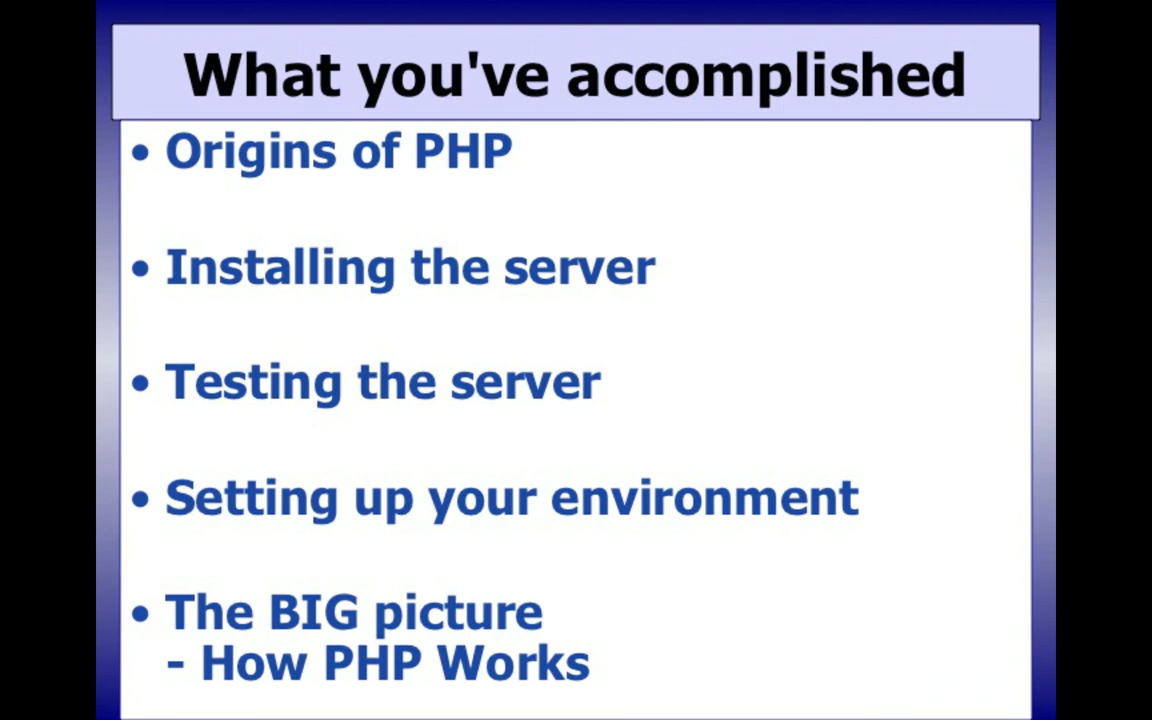 What you've accomplished
• Origins of PHP
• Installing the server
• Testing the server
• Setting up your environment
• The BIG picture
- How PHP Works